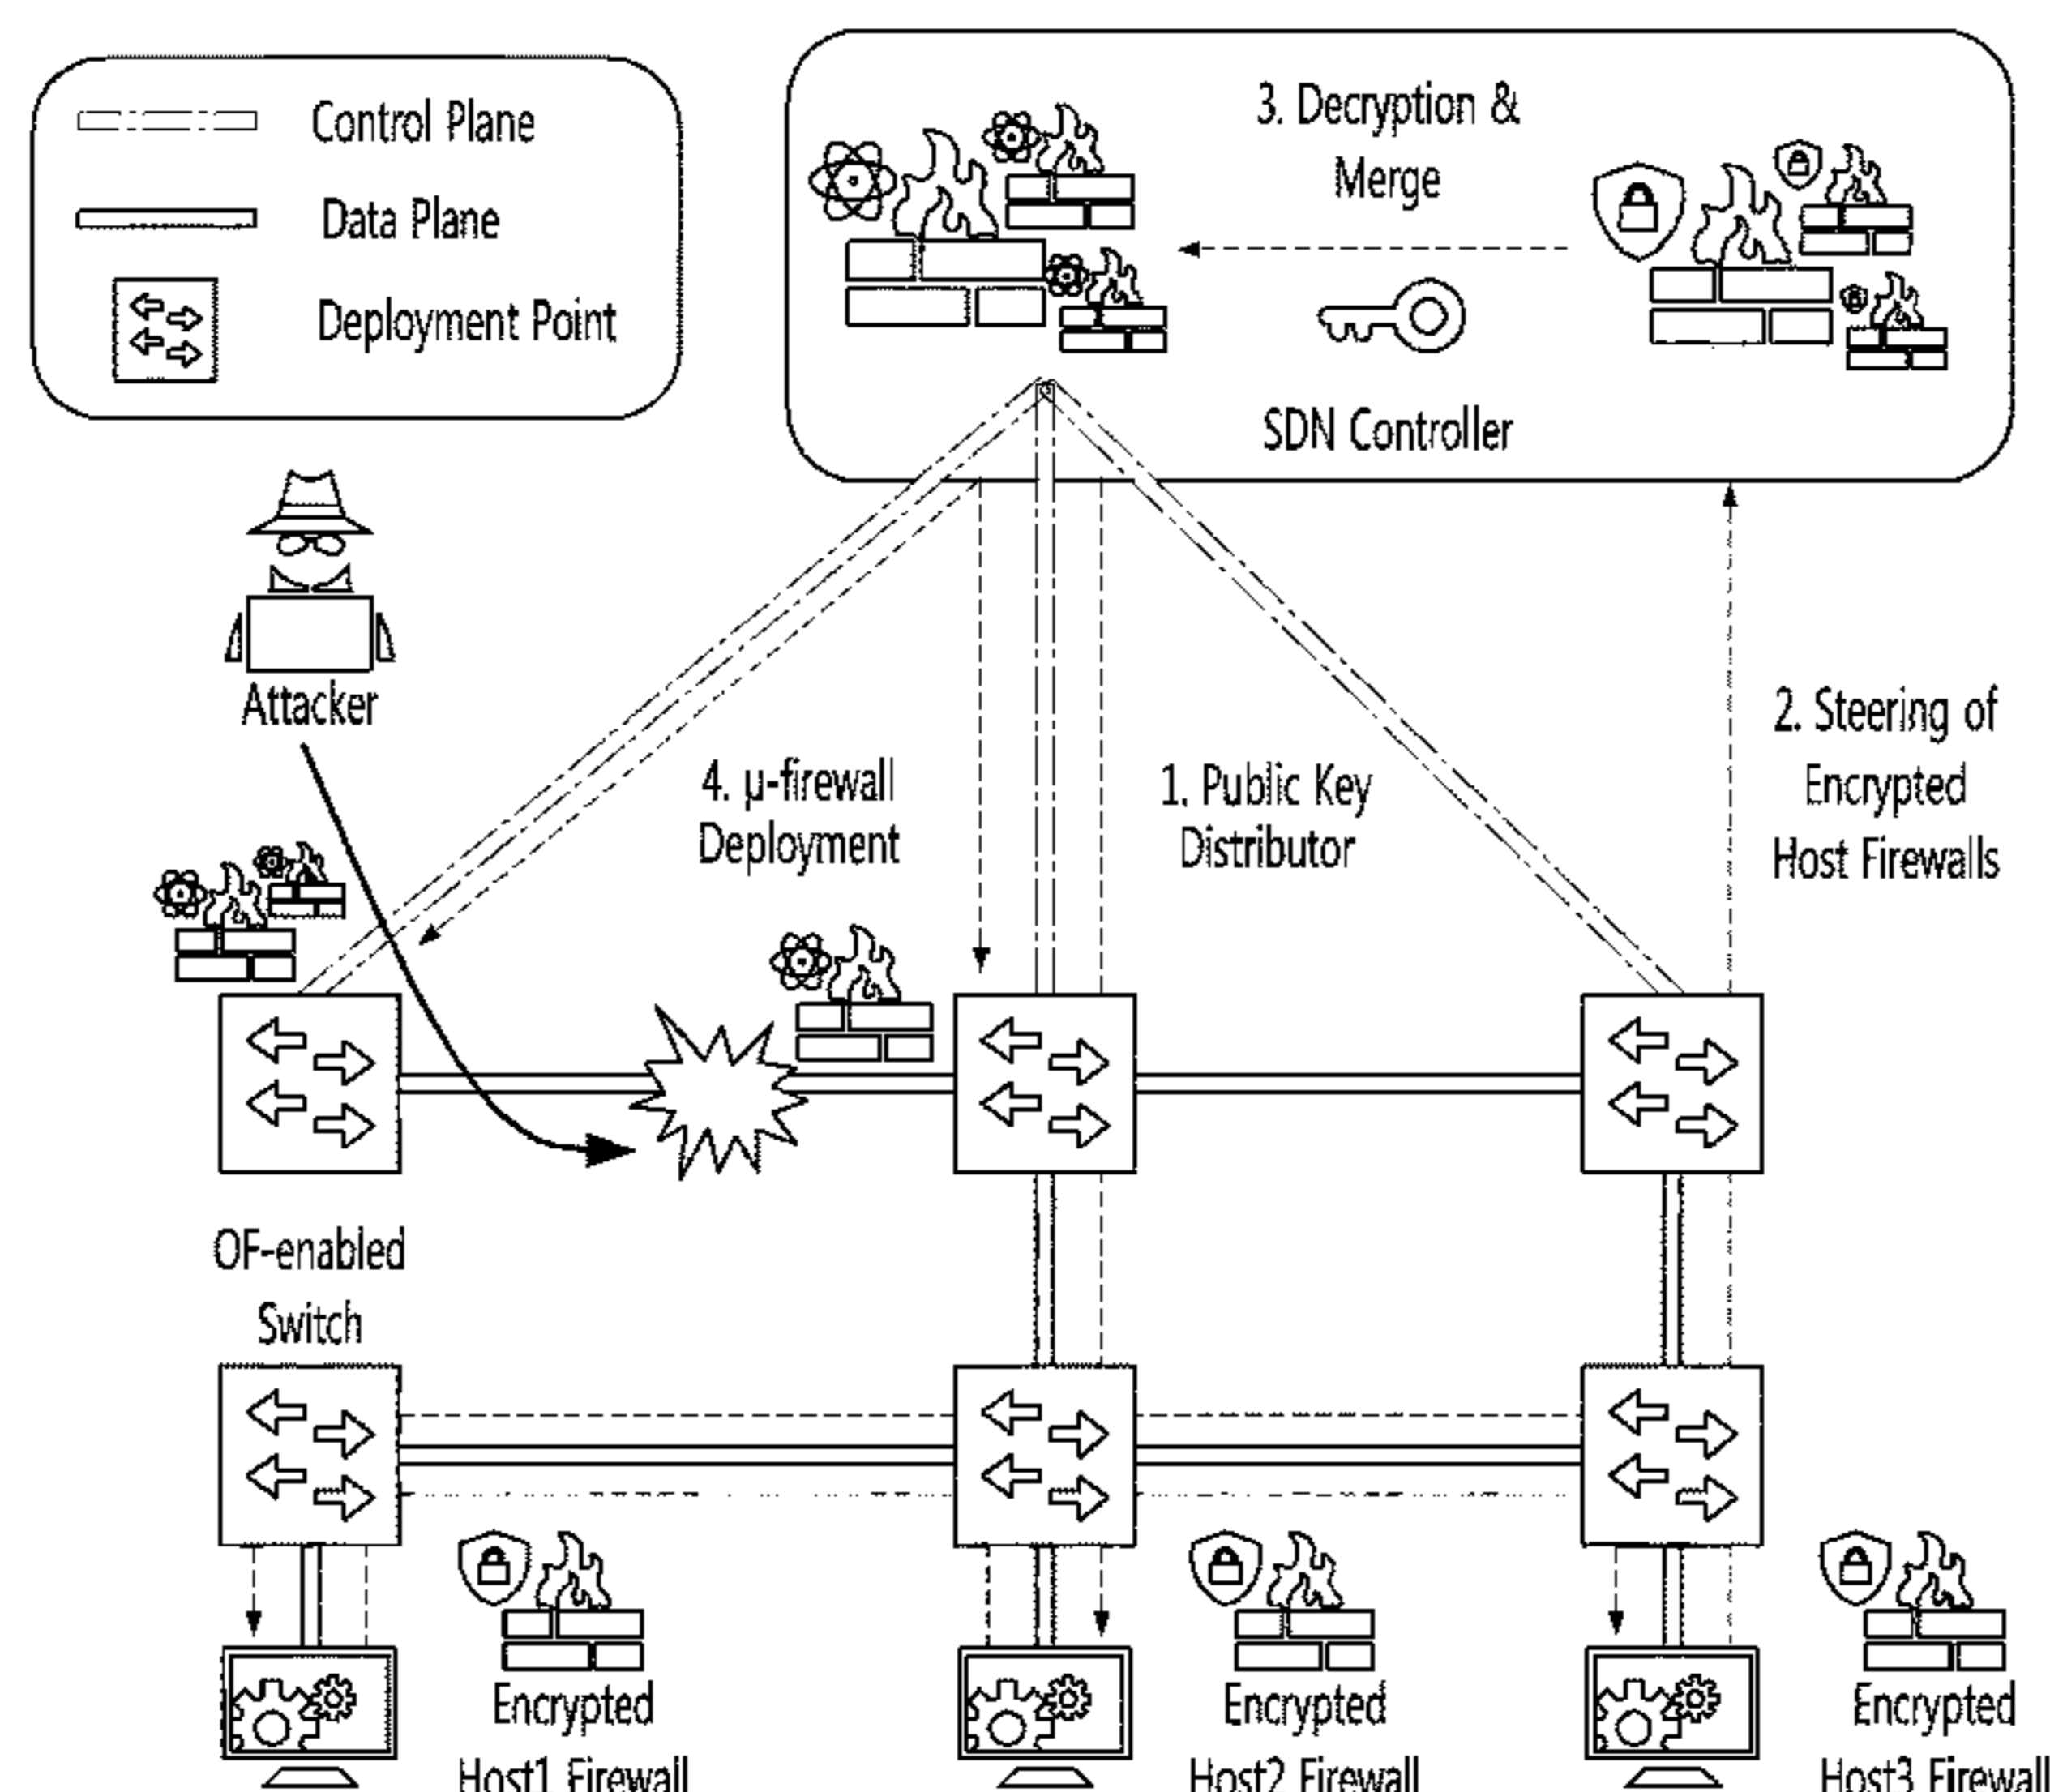 Control Plane
Data Plane
Deployment Point
3. Decryption &
Merge
SDN Controller
Attacker
4. μ-firewall
Deployment
1. Public Key
Distributor
2. Steering of
Encrypted
Host Firewalls
OF-enabled
Switch
Encrypted
Host1 Firewall
Encrypted
Host2 Firewall
Encrypted
Host3 Firewall